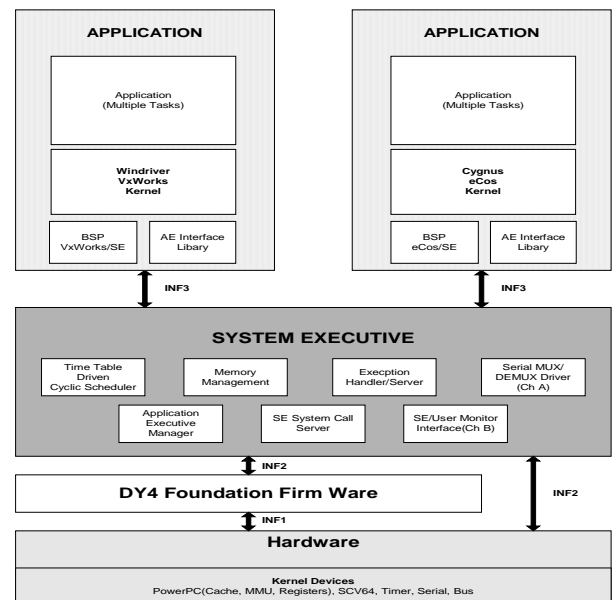 APPLICATION
Application
(Multiple Tasks)
Windriver
VxWorks
Kernel
BSP
VxWorks/SE
AE Interface
Libary
INF3
APPLICATION
Application
(Multiple Tasks)
Cygnus
eCos
Kernel
BSP
eCos/SE
AE Interface
Libary
INF3
SYSTEM EXECUTIVE
Time Table
Driven
Cyclic Scheduler
Memory
Management
Execption
Handler/Server
Serial MUX/
DEMUX Driver
(Ch A)
Application
Executive
Manager
SE System Call
Server
SE/User Monitor
Interface(Ch B)
INF2
DY4 Foundation Firm Ware
INF2
INF1
Hardware
Kernel Devices
PowerPC(Cache, MMU, Registers), SCV64, Timer, Serial, Bus